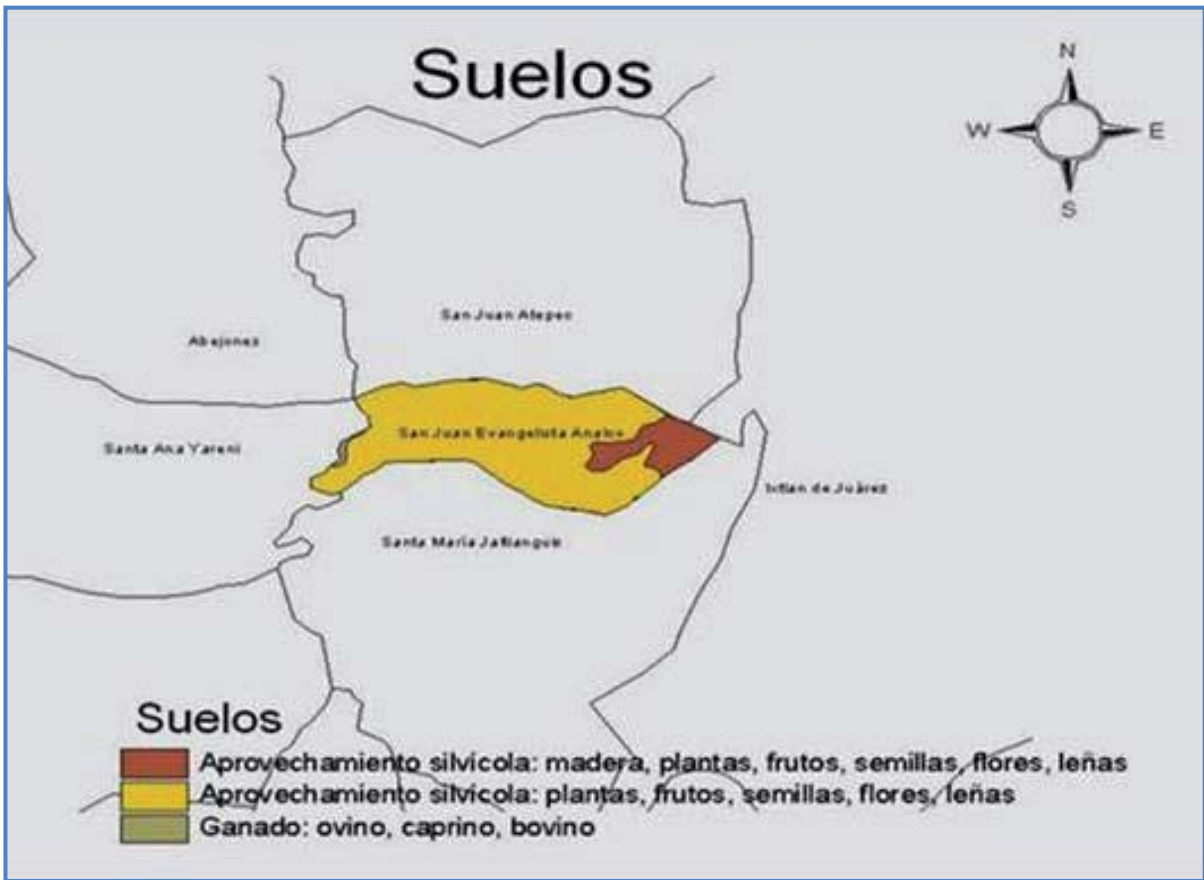 Suelos
N
W E
S
San Juan Atepec
Abejonez
San Juan Evangelista Analco
Santa Ana Yareni
Ixtlan de Juárez
Santa María Jaltianguis
Suelos
Aprovechamiento silvícola: madera, plantas, frutos, semillas, flores, leñas
Aprovechamiento silvícola: plantas, frutos, semillas, flores, leñas
Ganado: ovino, caprino, bovino